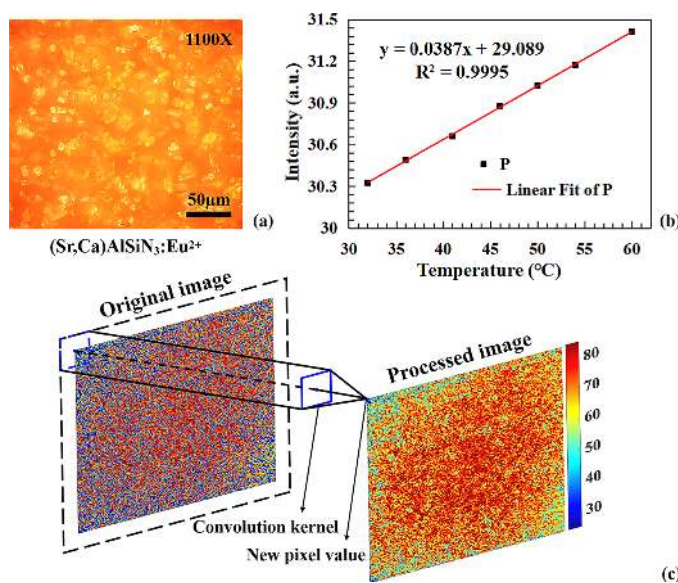 1100X
50μm
(a)
(Sr,Ca)AlSiN₃:Eu²⁺
31.5
31.2
30.9
30.6
30.3
30
Intensity (a.u.)
y = 0.0387x + 29.089
R² = 0.9995
P
Linear Fit of P
30 35 40 45 50 55 60
Temperature (°C)
(b)
Original image
Processed image
Convolution kernel
New pixel value
80
70
60
50
40
30
(c)